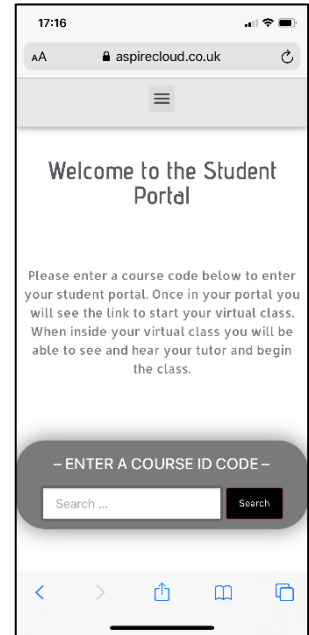 17:16
AA aspirecloud.co.uk
Welcome to the Student
Portal
Please enter a course code below to enter
your student portal. Once in your portal you
will see the link to start your virtual class.
When inside your virtual class you will be
able to see and hear your tutor and begin
the class.
– ENTER A COURSE ID CODE –
Search ... Search